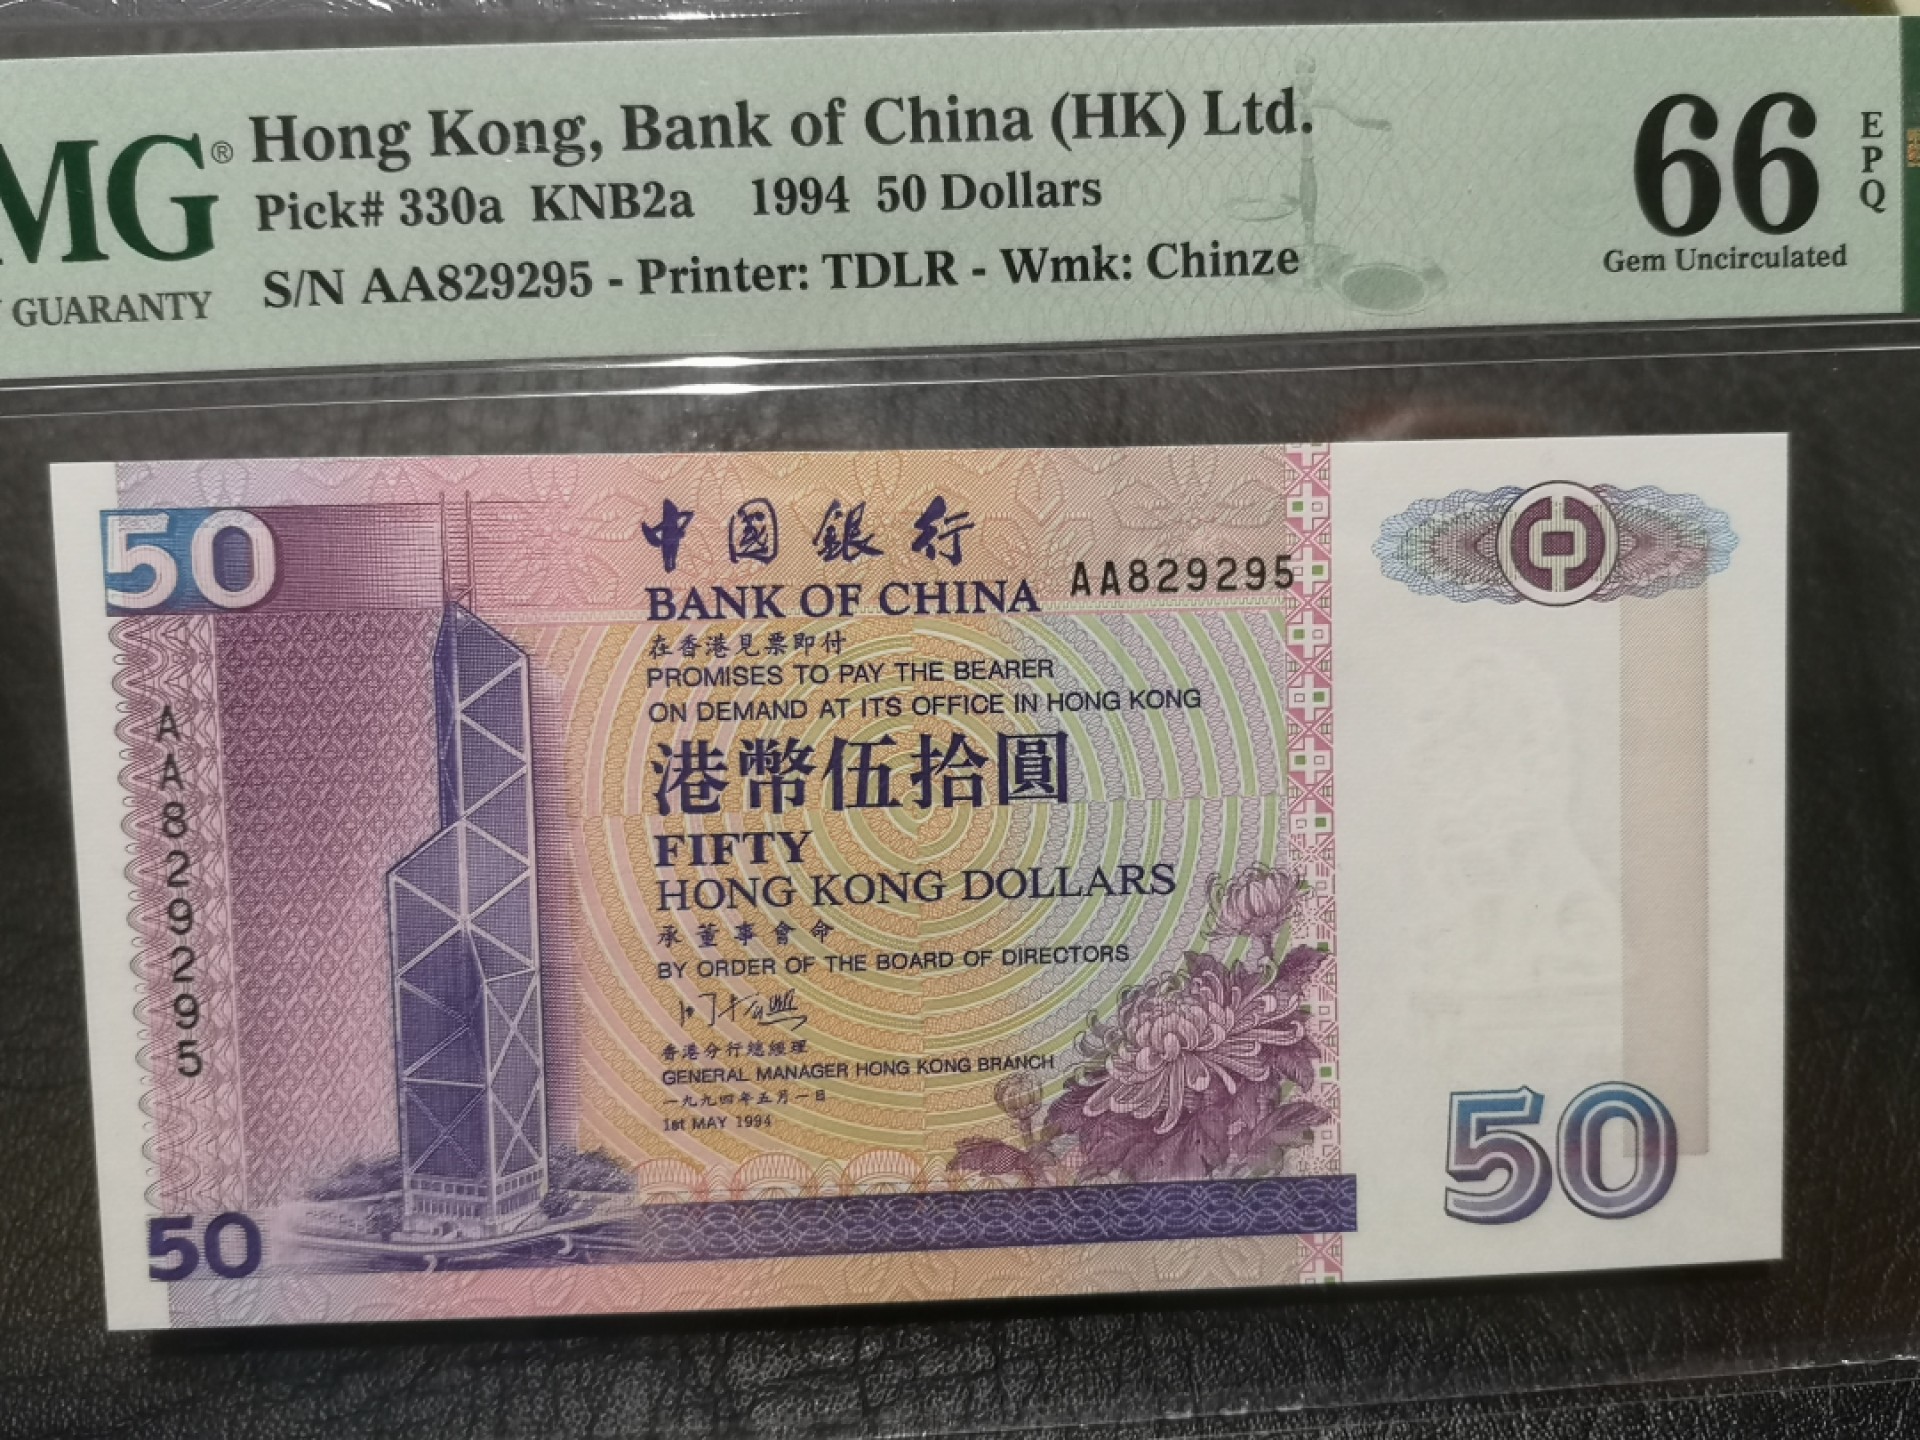 MG® Hong Kong, Bank of China (HK) Ltd.
Pick# 330a KNB2a 1994 50 Dollars
S/N AA829295 - Printer: TDLR - Wmk: Chinze
GUARANTY
66
EPQ
Gem Uncirculated
50
中國銀行
BANK OF CHINA
AA829295
在香港見票即付
PROMISES TO PAY THE BEARER
ON DEMAND AT ITS OFFICE IN HONG KONG
港幣伍拾圓
FIFTY
HONG KONG DOLLARS
承董事會命
BY ORDER OF THE BOARD OF DIRECTORS
香港分行總經理
GENERAL MANAGER HONG KONG BRANCH
一九九四年五月一日
1st MAY 1994
AA829295
50
50